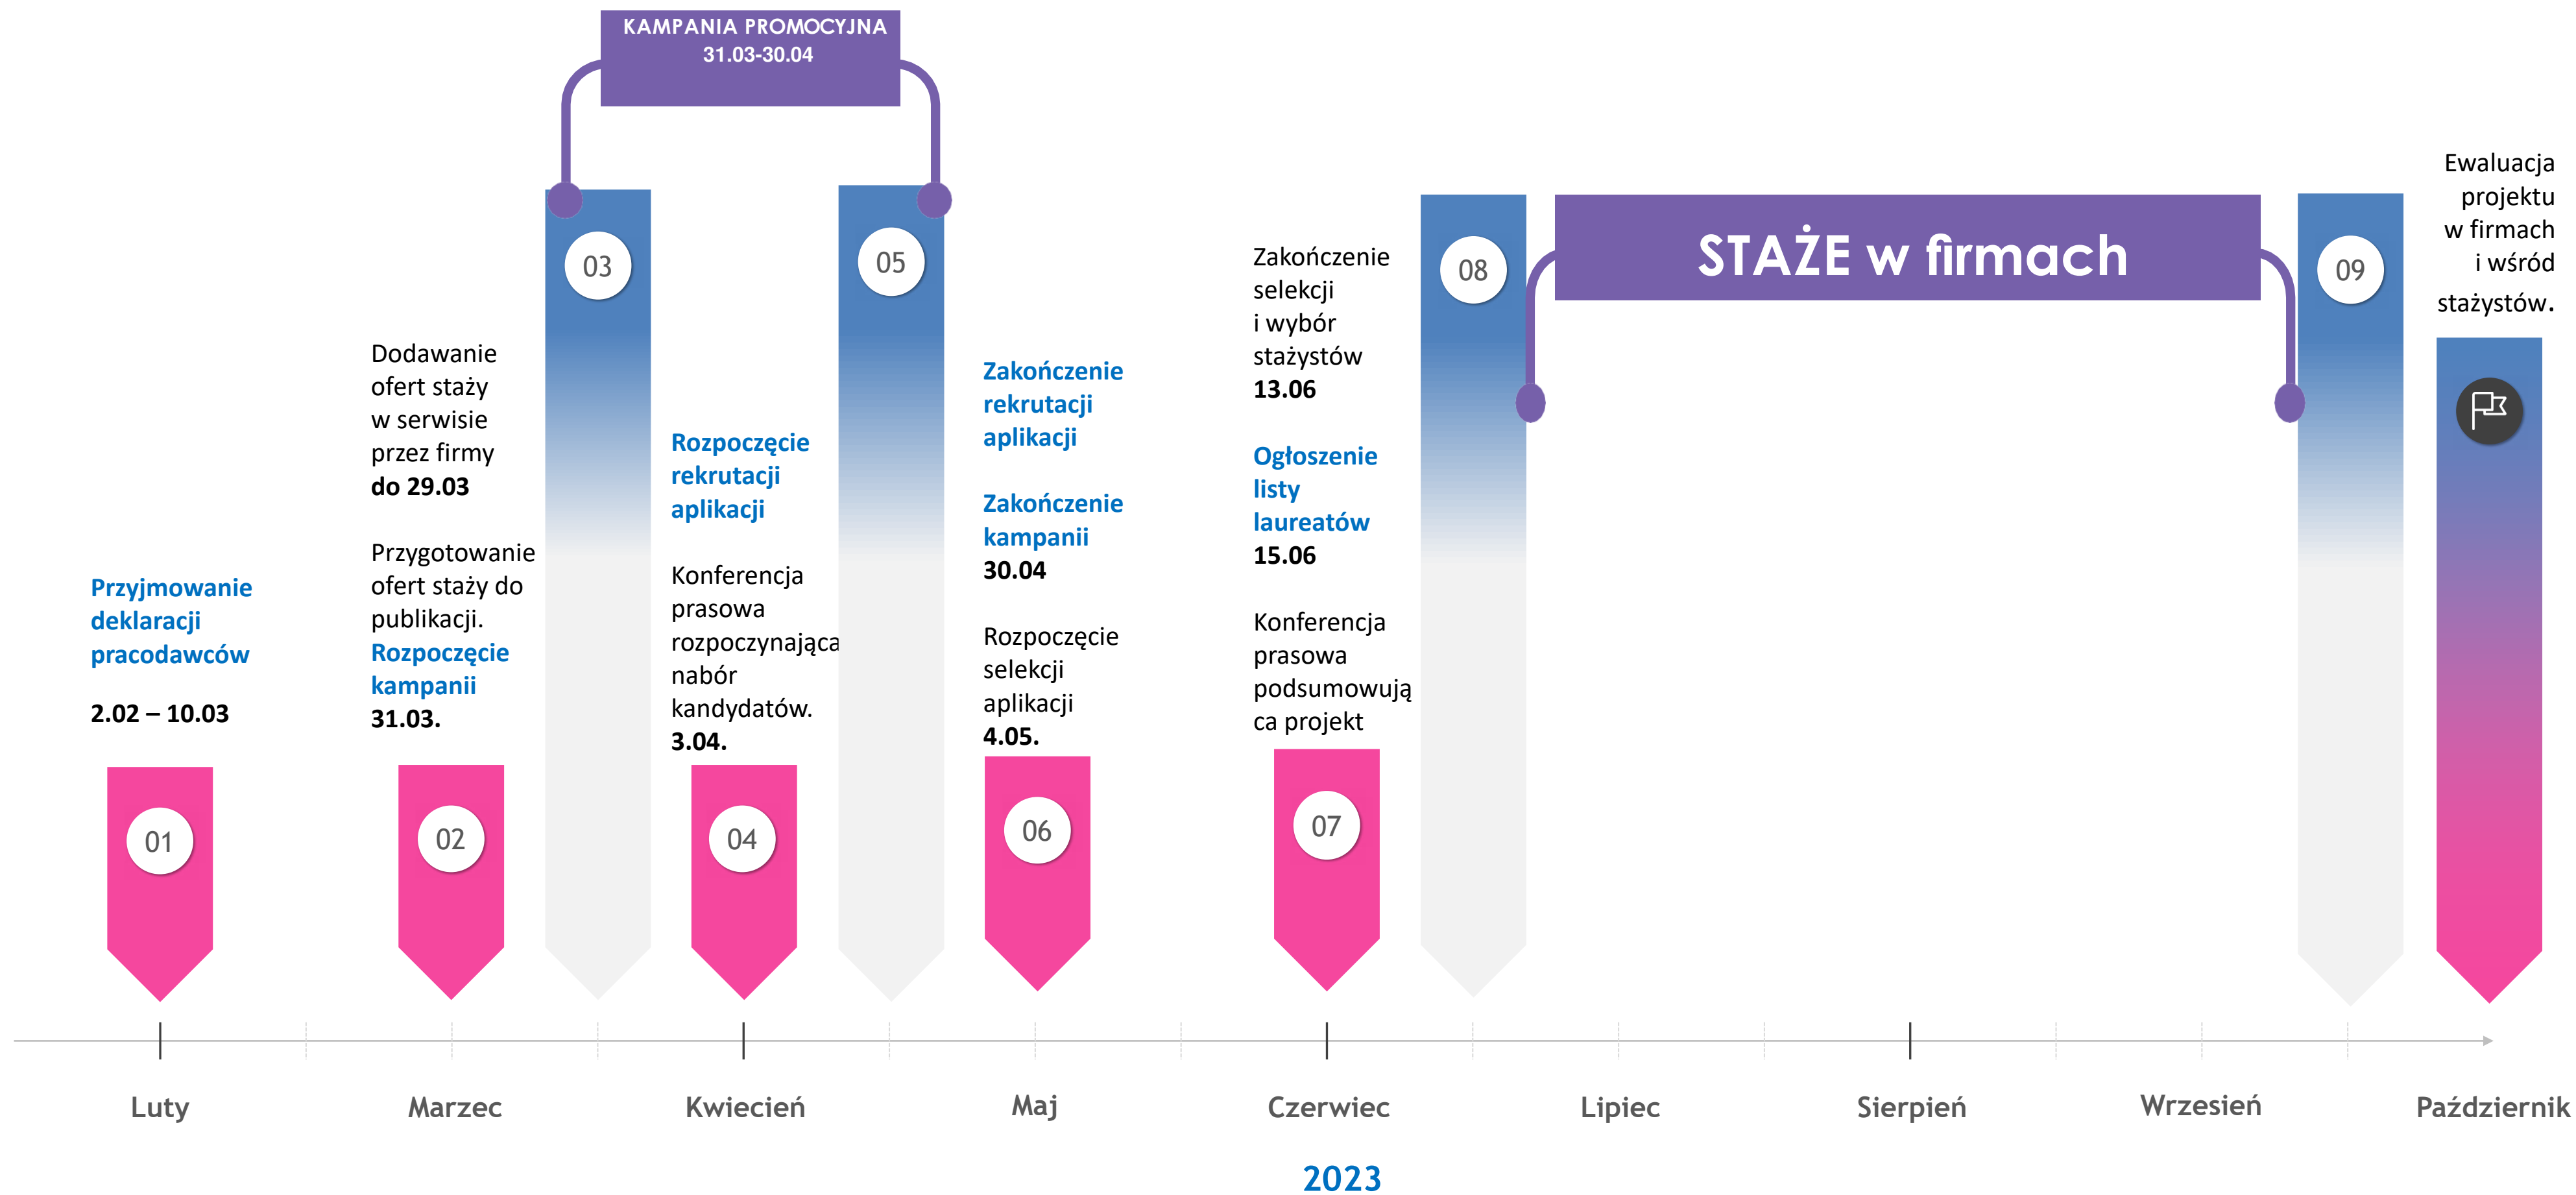 KAMPANIA PROMOCYJNA
31.03-30.04
Przyjmowanie
deklaracji
pracodawców
2.02 – 10.03
01
Dodawanie
ofert staży
w serwisie
przez firmy
do 29.03
Przygotowanie
ofert staży do
publikacji.
Rozpoczęcie
kampanii
31.03.
02
03
Rozpoczęcie
rekrutacji
aplikacji
Konferencja
prasowa
rozpoczynająca
nabór
kandydatów.
3.04.
04
05
Zakończenie
rekrutacji
aplikacji
Zakończenie
kampanii
30.04
Rozpoczęcie
selekcji
aplikacji
4.05.
06
Zakończenie
selekcji
i wybór
stażystów
13.06
Ogłoszenie
listy
laureatów
15.06
Konferencja
prasowa
podsumowują
ca projekt
07
08
STAŻE w firmach
09
Ewaluacja
projektu
w firmach
i wśród
stażystów.
Luty
Marzec
Kwiecień
Maj
Czerwiec
Lipiec
Sierpień
Wrzesień
Październik
2023